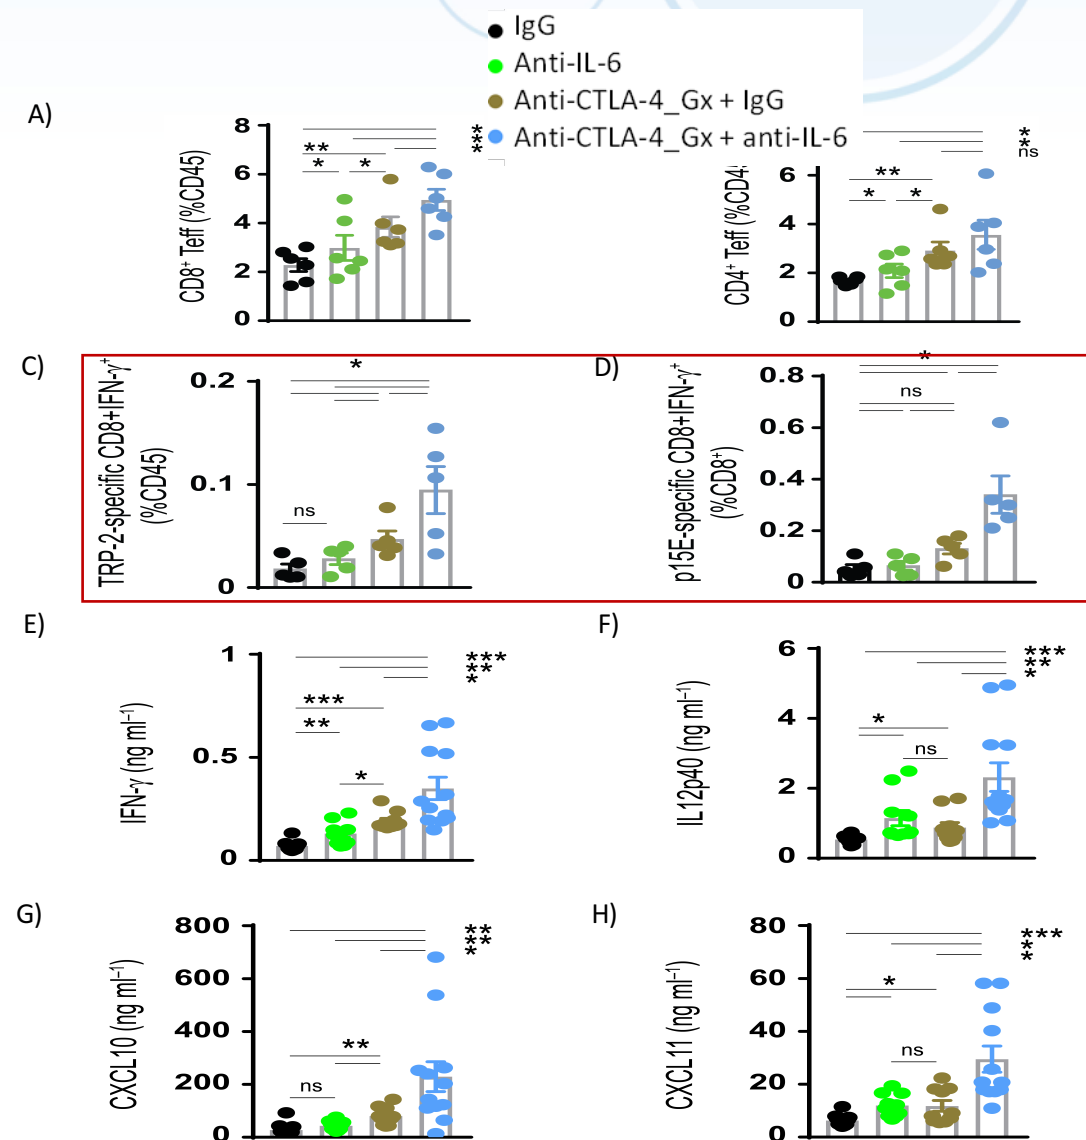 IgG
Anti-IL-6
Anti-CTLA-4_Gx + IgG
Anti-CTLA-4_Gx + anti-IL-6
A)
CD8+ Teff (%CD45)
8
6
4
2
0
**
*
*
*
*
*
CD4+ Teff (%CD45
6
4
2
0
**
*
*
*
*
ns
C)
TRP-2-specific CD8+IFN-γ+
(%CD45)
0.2
0.1
0
*
ns
D)
p15E-specific CD8+IFN-γ+
(%CD8+)
0.8
0.6
0.4
0.2
0
*
ns
E)
IFN-γ (ng ml−1)
1
0.5
0
***
**
*
***
**
*
F)
IL12p40 (ng ml−1)
6
4
2
0
*
ns
***
**
*
G)
CXCL10 (ng ml−1)
800
600
400
200
0
ns
**
**
**
*
H)
CXCL11 (ng ml−1)
80
60
40
20
0
*
ns
***
*
*